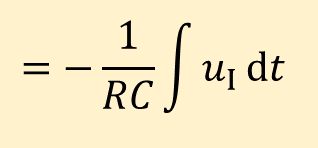 = − 1/RC ∫ u_I dt